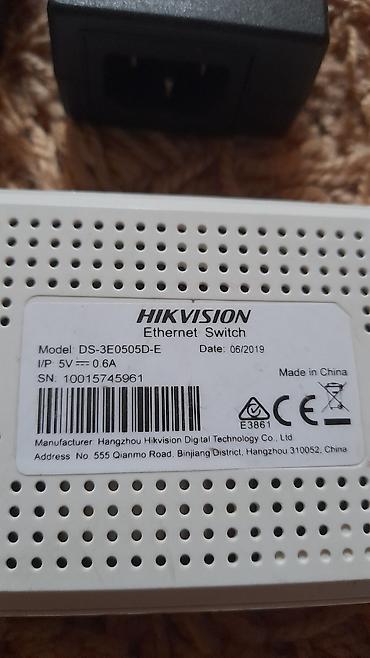 HIKVISION
Ethernet Switch
Model: DS-3E0505D-E Date: 06/2019
I/P: 5V⎓0.6A
SN: 10015745961
Made in China
E3861
CE
Manufacturer: Hangzhou Hikvision Digital Technology Co., Ltd
Address: No. 555 Qianmo Road, Binjiang District, Hangzhou 310052, China